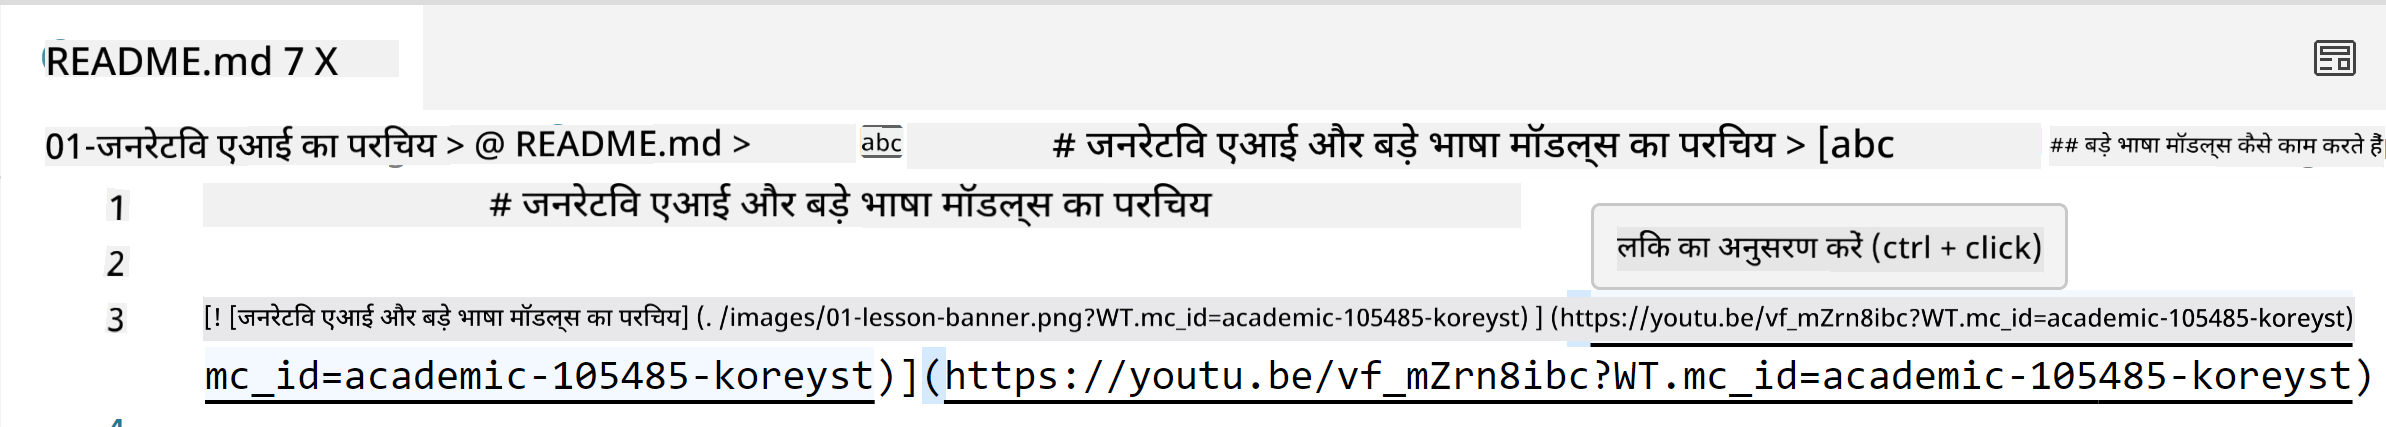 README.md 7 X
01-जनरेटवि एआई का परचिय > @ README.md > abc # जनरेटवि एआई और बड़े भाषा मॉडल्स का परचिय > [abc ## बड़े भाषा मॉडल्स कैसे काम करते हैं
1 # जनरेटवि एआई और बड़े भाषा मॉडल्स का परचिय
2
लकि का अनुसरण करें (ctrl + click)
3 [! [जनरेटवि एआई और बड़े भाषा मॉडल्स का परचिय] (. /images/01-lesson-banner.png?WT.mc_id=academic-105485-koreyst) ] (https://youtu.be/vf_mZrn8ibc?WT.mc_id=academic-105485-koreyst)
mc_id=academic-105485-koreyst)](https://youtu.be/vf_mZrn8ibc?WT.mc_id=academic-105485-koreyst)